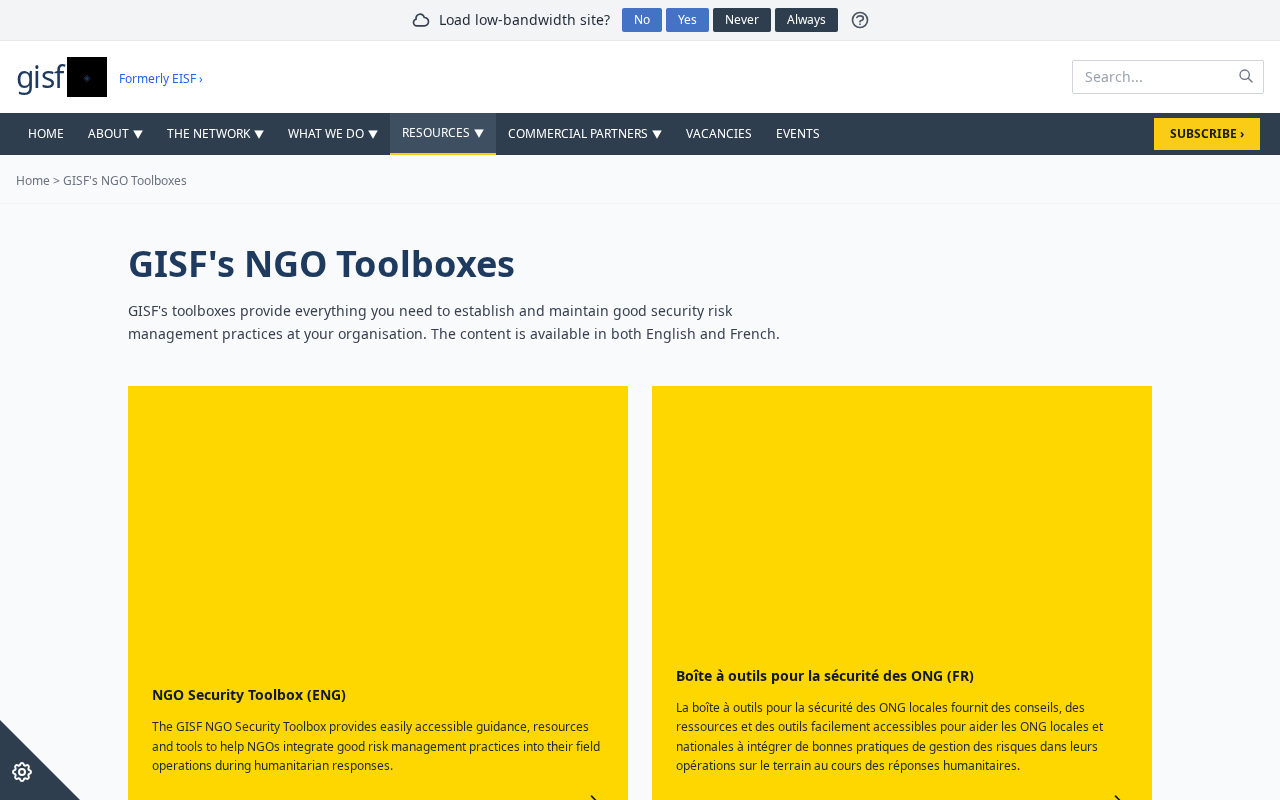 Load low-bandwidth site? No Yes Never Always
gisf Formerly EISF ›
Search...
HOME ABOUT ▼ THE NETWORK ▼ WHAT WE DO ▼ RESOURCES ▼ COMMERCIAL PARTNERS ▼ VACANCIES EVENTS SUBSCRIBE ›
Home > GISF's NGO Toolboxes
GISF's NGO Toolboxes
GISF's toolboxes provide everything you need to establish and maintain good security risk
management practices at your organisation. The content is available in both English and French.
NGO Security Toolbox (ENG)
The GISF NGO Security Toolbox provides easily accessible guidance, resources
and tools to help NGOs integrate good risk management practices into their field
operations during humanitarian responses.
Boîte à outils pour la sécurité des ONG (FR)
La boîte à outils pour la sécurité des ONG locales fournit des conseils, des
ressources et des outils facilement accessibles pour aider les ONG locales et
nationales à intégrer de bonnes pratiques de gestion des risques dans leurs
opérations sur le terrain au cours des réponses humanitaires.